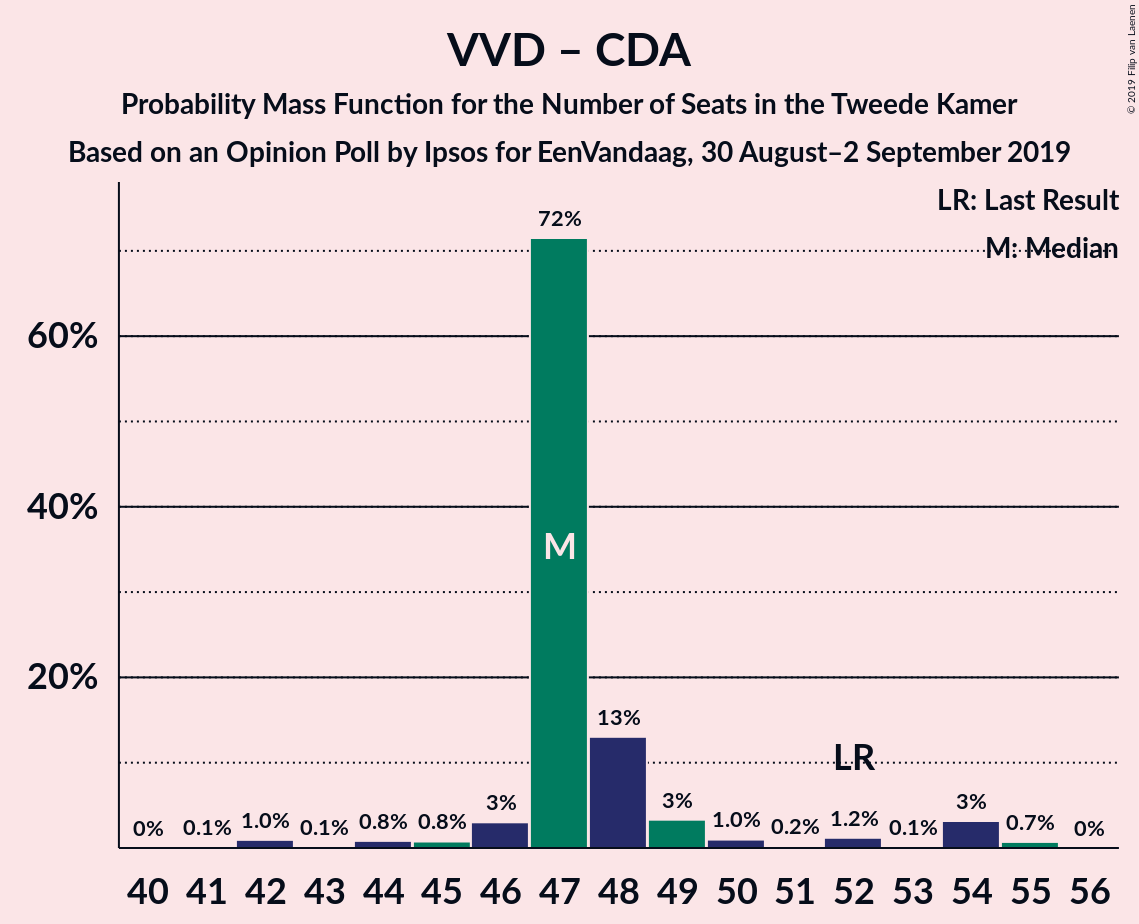 VVD – CDA
Probability Mass Function for the Number of Seats in the Tweede Kamer
Based on an Opinion Poll by Ipsos for EenVandaag, 30 August–2 September 2019
© 2019 Filip van Laenen
LR: Last Result
M: Median
60%
40%
20%
0% 0.1% 1.0% 0.1% 0.8% 0.8% 3% 72% 13% 3% 1.0% 0.2% 1.2% 0.1% 3% 0.7% 0%
M
LR
40 41 42 43 44 45 46 47 48 49 50 51 52 53 54 55 56